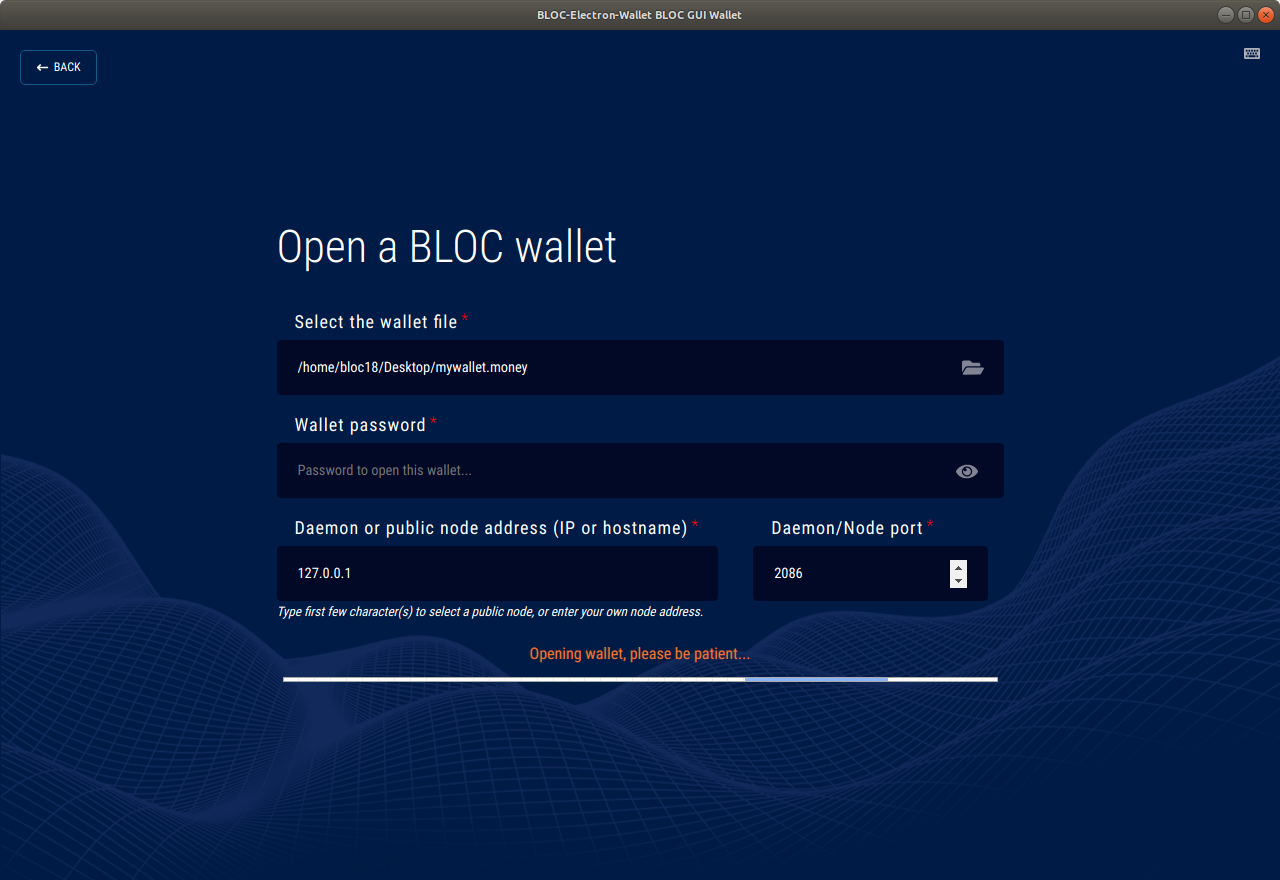 BLOC-Electron-Wallet BLOC GUI Wallet
← BACK
Open a BLOC wallet
Select the wallet file *
/home/bloc18/Desktop/mywallet.money
Wallet password *
Password to open this wallet...
Daemon or public node address (IP or hostname) * Daemon/Node port *
127.0.0.1 2086
Type first few character(s) to select a public node, or enter your own node address.
Opening wallet, please be patient...